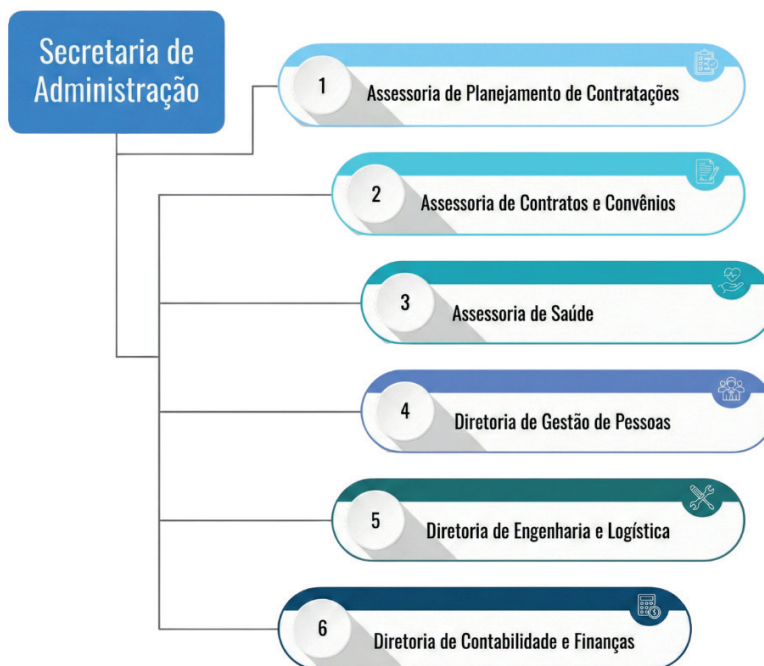 Secretaria de
Administração
1
Assessoria de Planejamento de Contratações
2
Assessoria de Contratos e Convênios
3
Assessoria de Saúde
4
Diretoria de Gestão de Pessoas
5
Diretoria de Engenharia e Logística
6
Diretoria de Contabilidade e Finanças